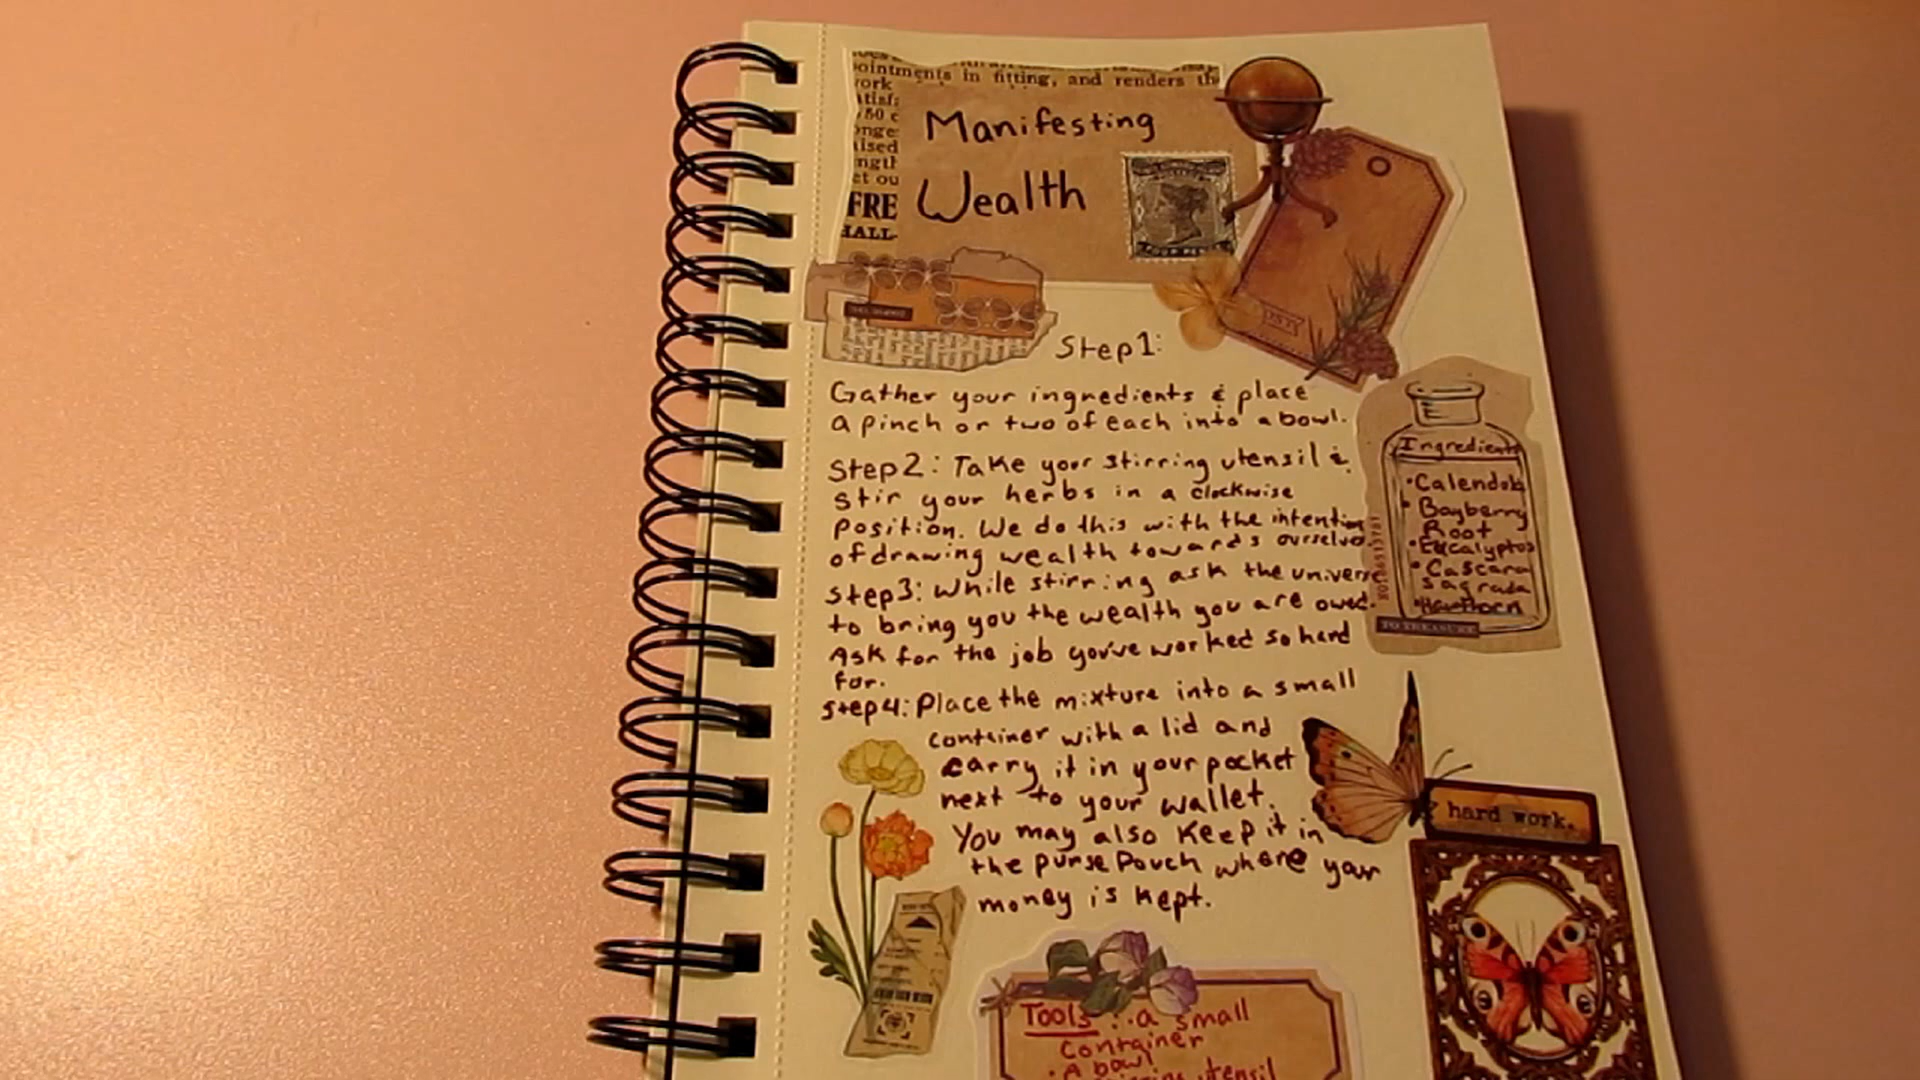 ointments in fitting, and renders th
work
FRE
HALL-
Manifesting
Wealth
Step1:
Gather your ingredients & place
a pinch or two of each into a bowl.
Step2: Take your stirring utensil &
stir your herbs in a clockwise
position. We do this with the intention
of drawing wealth towards ourselves.
Step3: While stirring ask the universe
to bring you the wealth you are owed.
Ask for the job you've worked so hard
for.
Step4: Place the mixture into a small
container with a lid and
carry it in your pocket
next to your wallet.
You may also keep it in
the purse pouch where your
money is kept.
Ingredients
•Calendula
•Bayberry
Root
•Eucalyptus
•Cascara
sagrada
•Hawthorn
TO TREASURE
hard work.
Tools: •a small
container
•A bowl
utensil